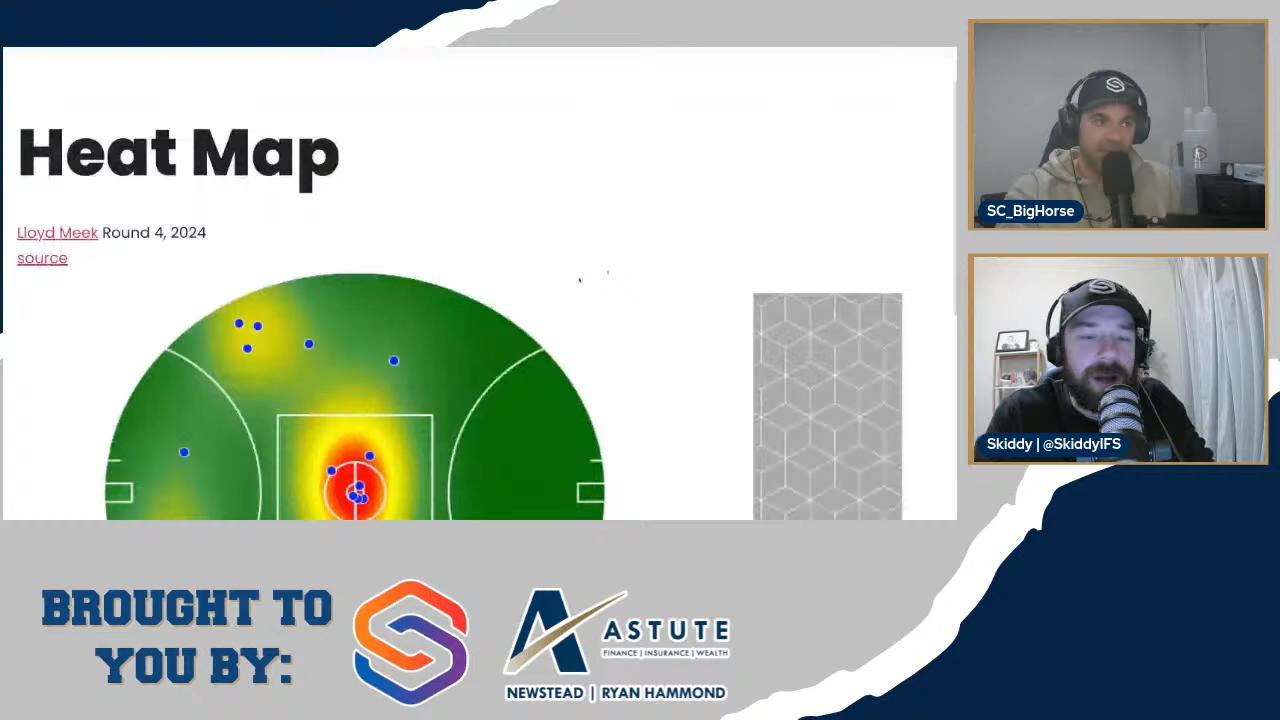 Heat Map
Lloyd Meek Round 4, 2024
source
SC_BigHorse
Skiddy | @SkiddyIFS
BROUGHT TO
YOU BY:
ASTUTE
FINANCE | INSURANCE | WEALTH
NEWSTEAD | RYAN HAMMOND